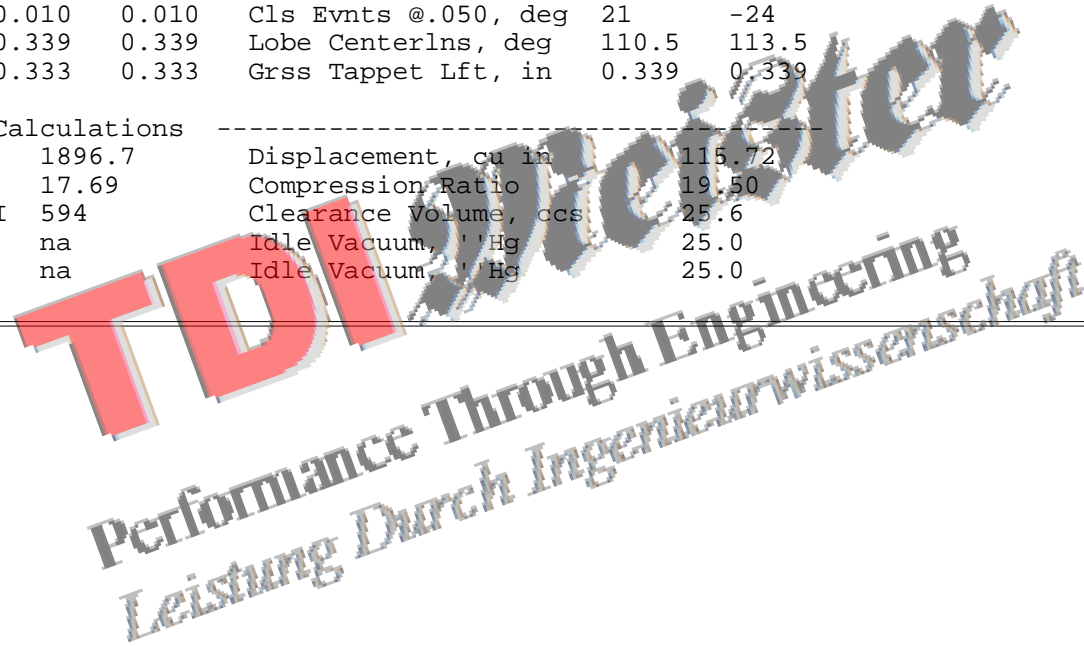 0.010 0.010 Cls Evnts @.050, deg 21 -24
0.339 0.339 Lobe Centerlns, deg 110.5 113.5
0.333 0.333 Grss Tappet Lft, in 0.339 0.339
Calculations --------------------------------------
1896.7 Displacement, cu in 115.72
17.69 Compression Ratio 19.50
I 594 Clearance Volume, ccs 25.6
na Idle Vacuum, ''Hg 25.0
na Idle Vacuum, ''Hg 25.0
TDI Meister
Performance Through Engineering
Leistung Durch Ingenieurwissenschaft